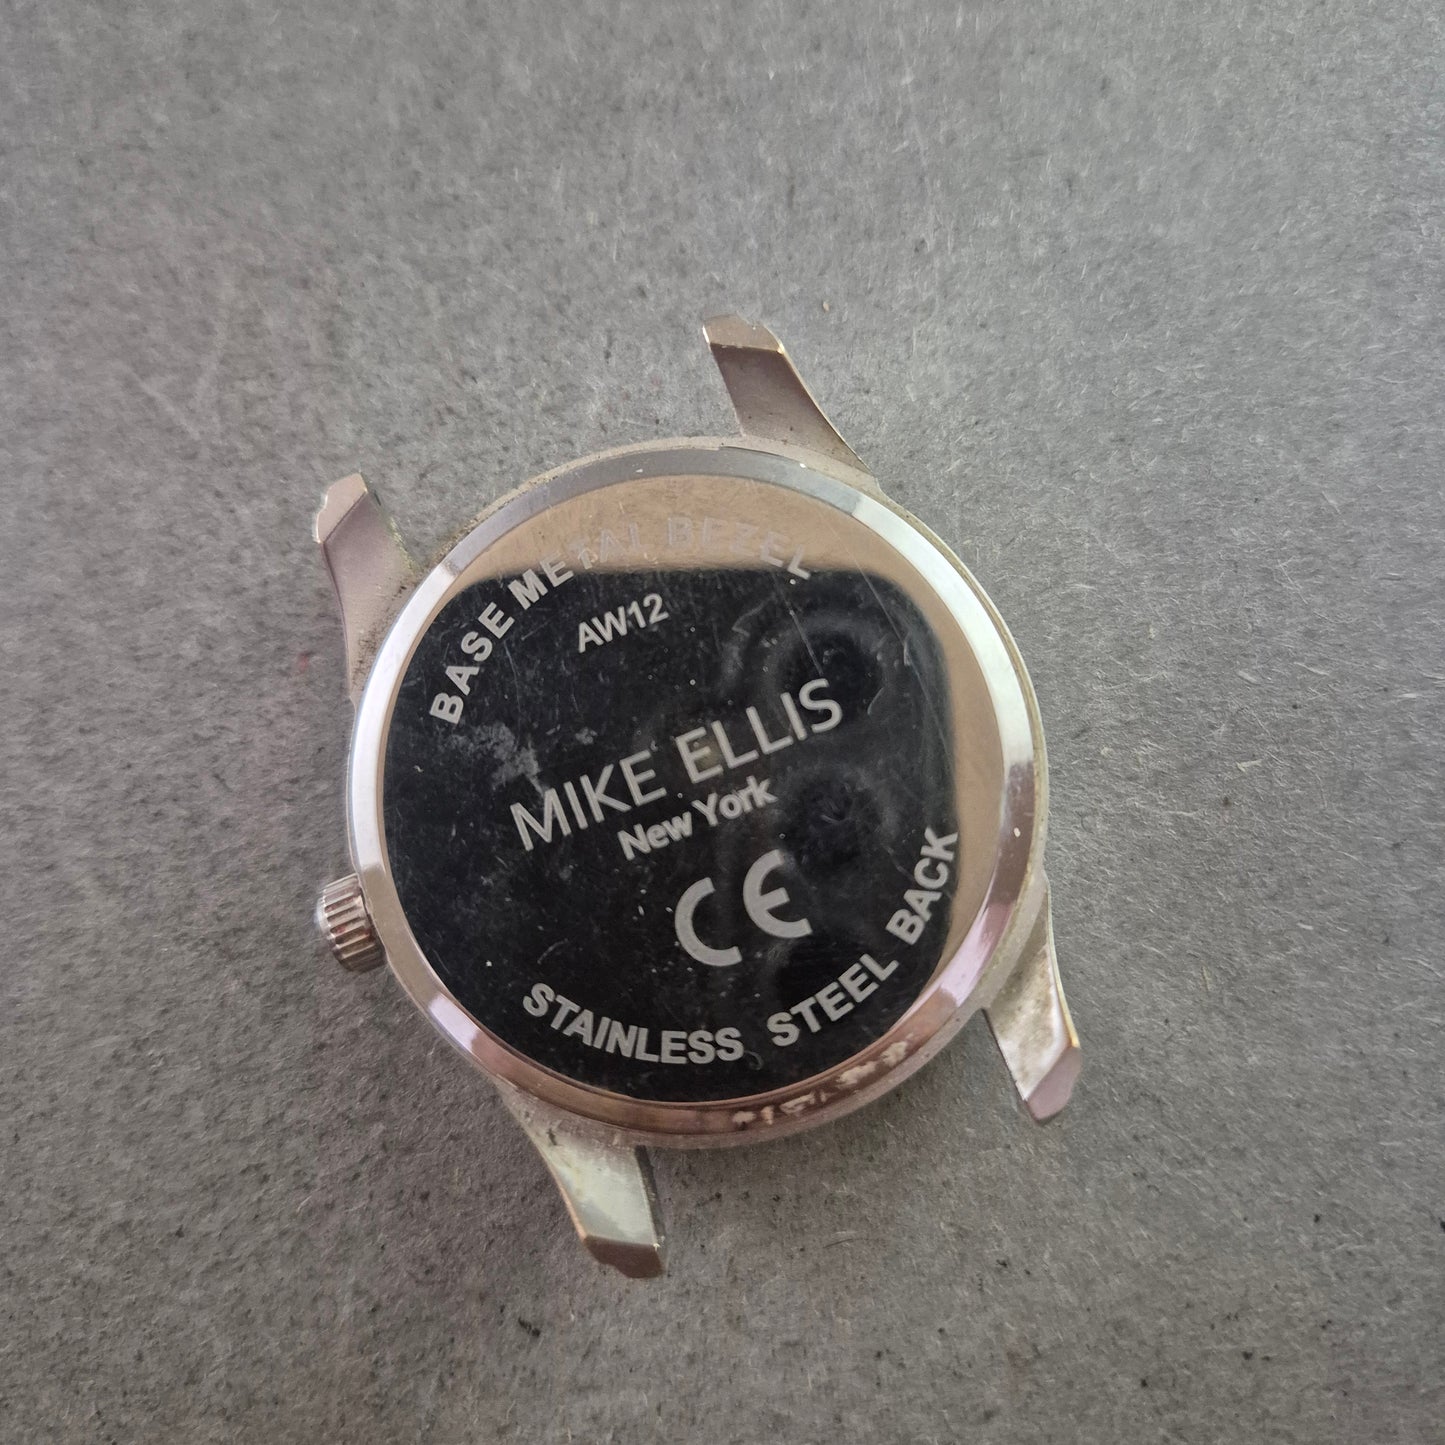 BASE METAL BEZEL
AW12
MIKE ELLIS
New York
CE
STAINLESS STEEL BACK